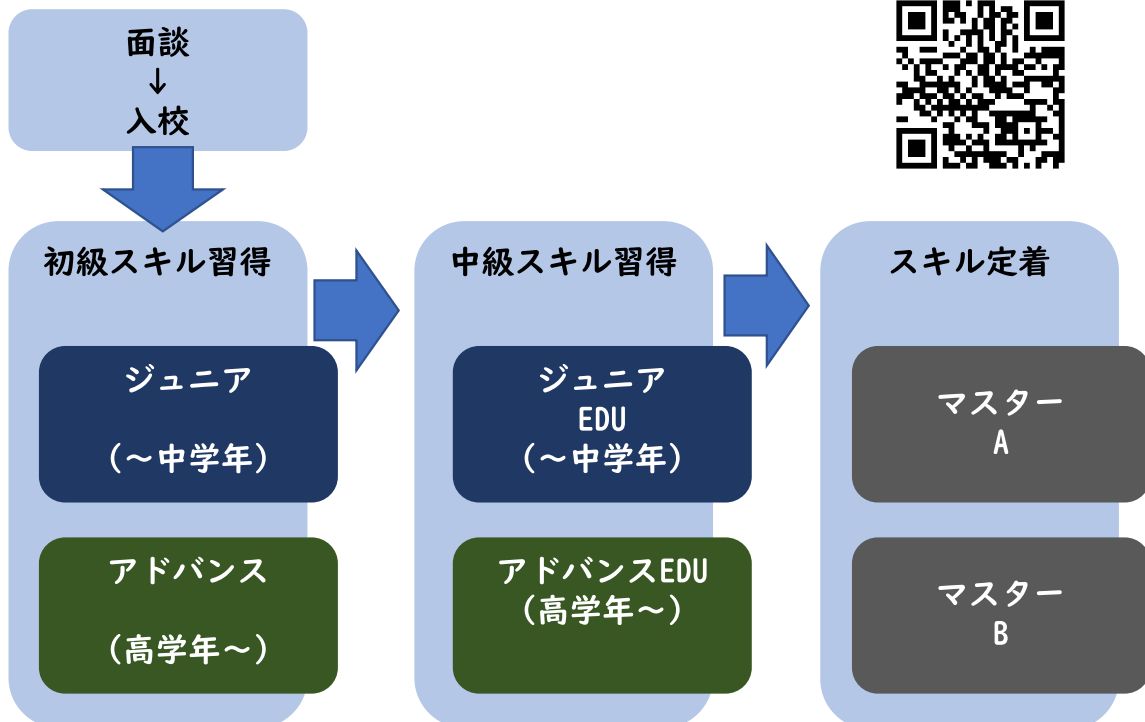 面談
↓
入校
初級スキル習得
ジュニア
(～中学年)
アドバンス
(高学年～)
中級スキル習得
ジュニア
EDU
(～中学年)
アドバンスEDU
(高学年～)
スキル定着
マスター
A
マスター
B